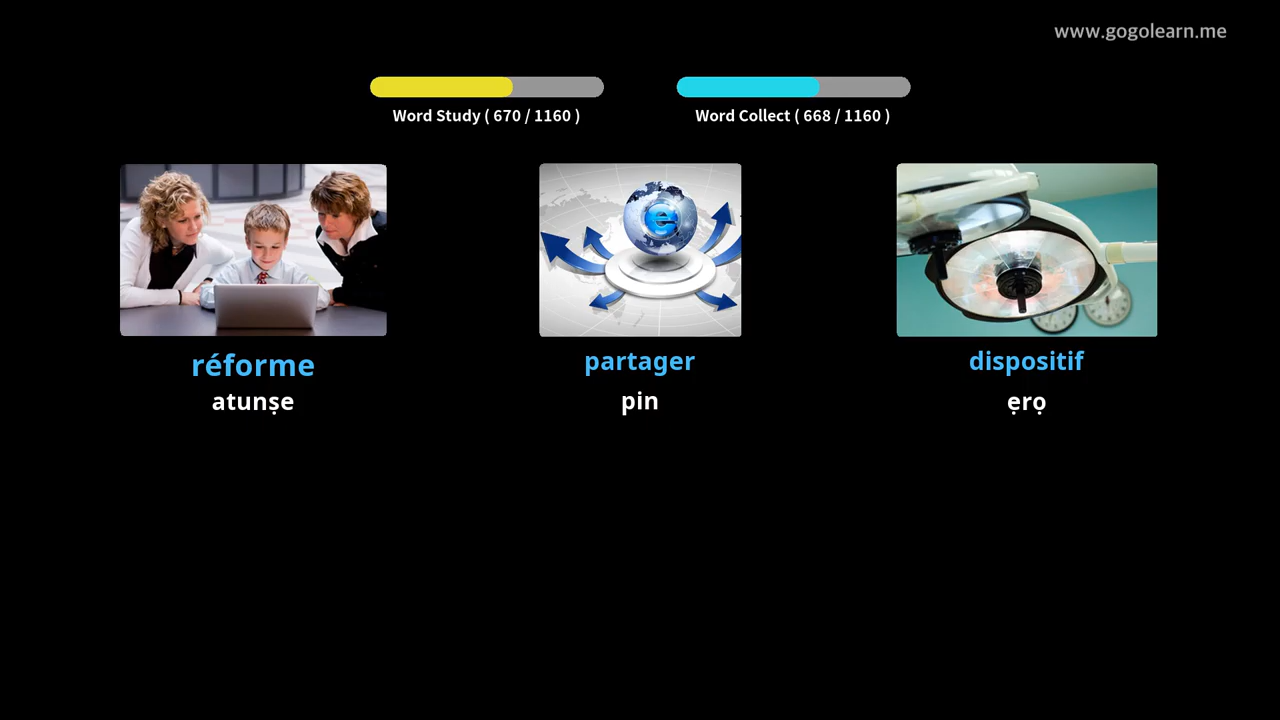 www.gogolearn.me
Word Study ( 670 / 1160 )
Word Collect ( 668 / 1160 )
e
réforme
partager
dispositif
atunṣe
pin
ẹrọ